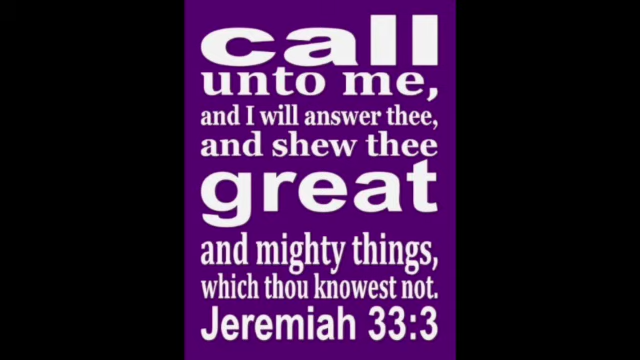 call
unto me,
and I will answer thee,
and shew thee
great
and mighty things,
which thou knowest not.
Jeremiah 33:3